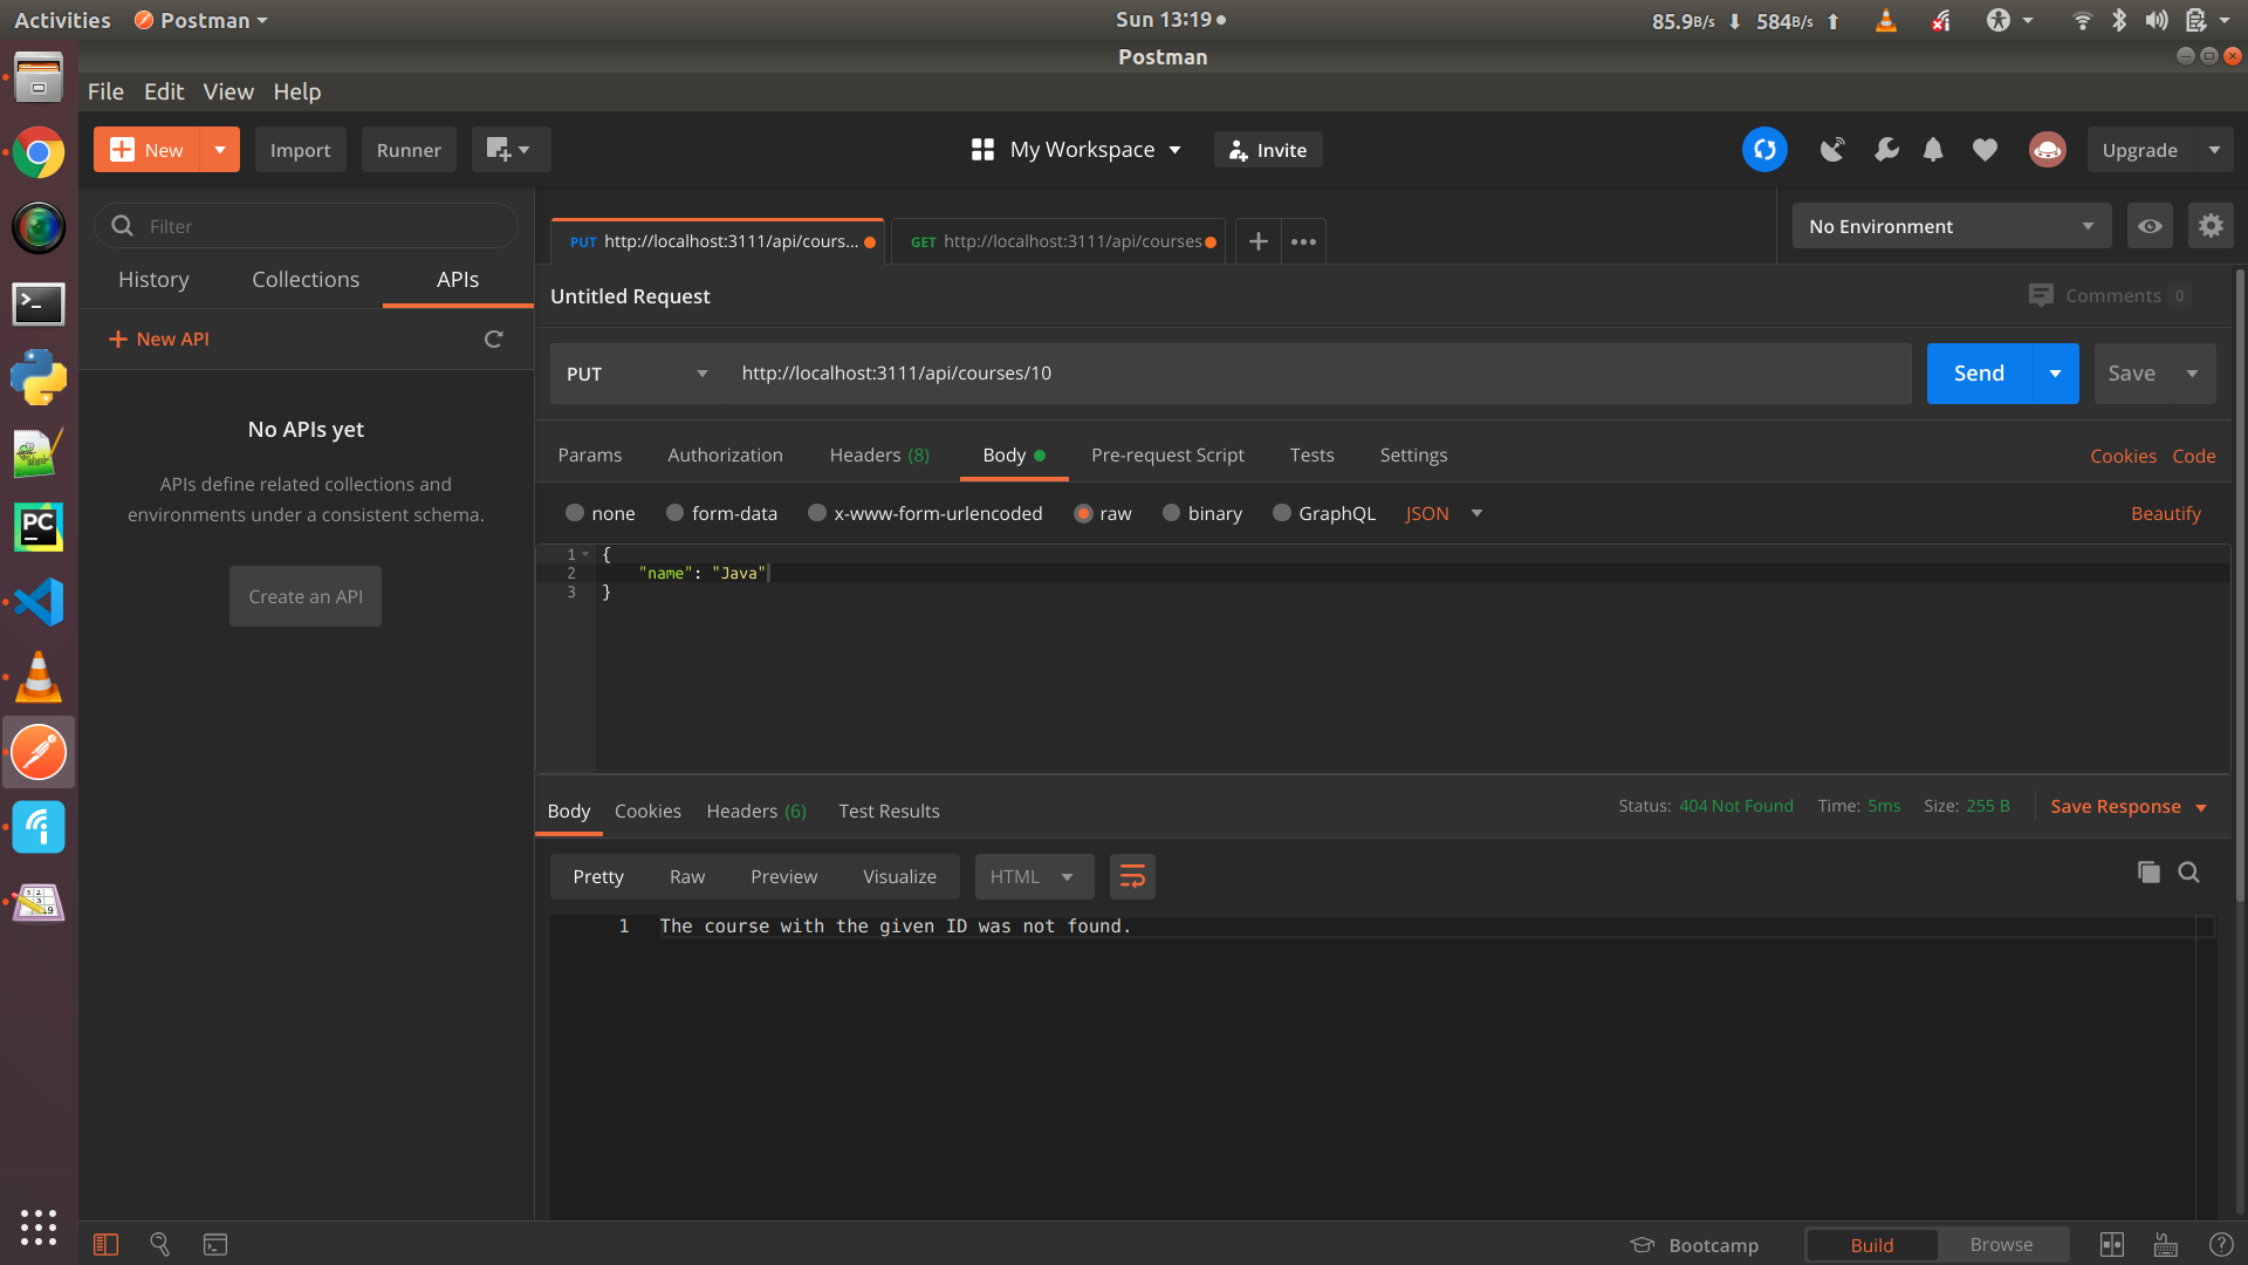 Activities Postman Sun 13:19 85.9B/s 584B/s
Postman
File Edit View Help
New Import Runner My Workspace Invite Upgrade
Filter
History Collections APIs
New API
No APIs yet
APIs define related collections and
environments under a consistent schema.
Create an API
PUT http://localhost:3111/api/cours... GET http://localhost:3111/api/courses No Environment
Untitled Request Comments 0
PUT http://localhost:3111/api/courses/10 Send Save
Params Authorization Headers (8) Body Pre-request Script Tests Settings Cookies Code
none form-data x-www-form-urlencoded raw binary GraphQL JSON Beautify
1 {
2 "name": "Java"
3 }
Body Cookies Headers (6) Test Results Status: 404 Not Found Time: 5ms Size: 255 B Save Response
Pretty Raw Preview Visualize HTML
1 The course with the given ID was not found.
Bootcamp Build Browse